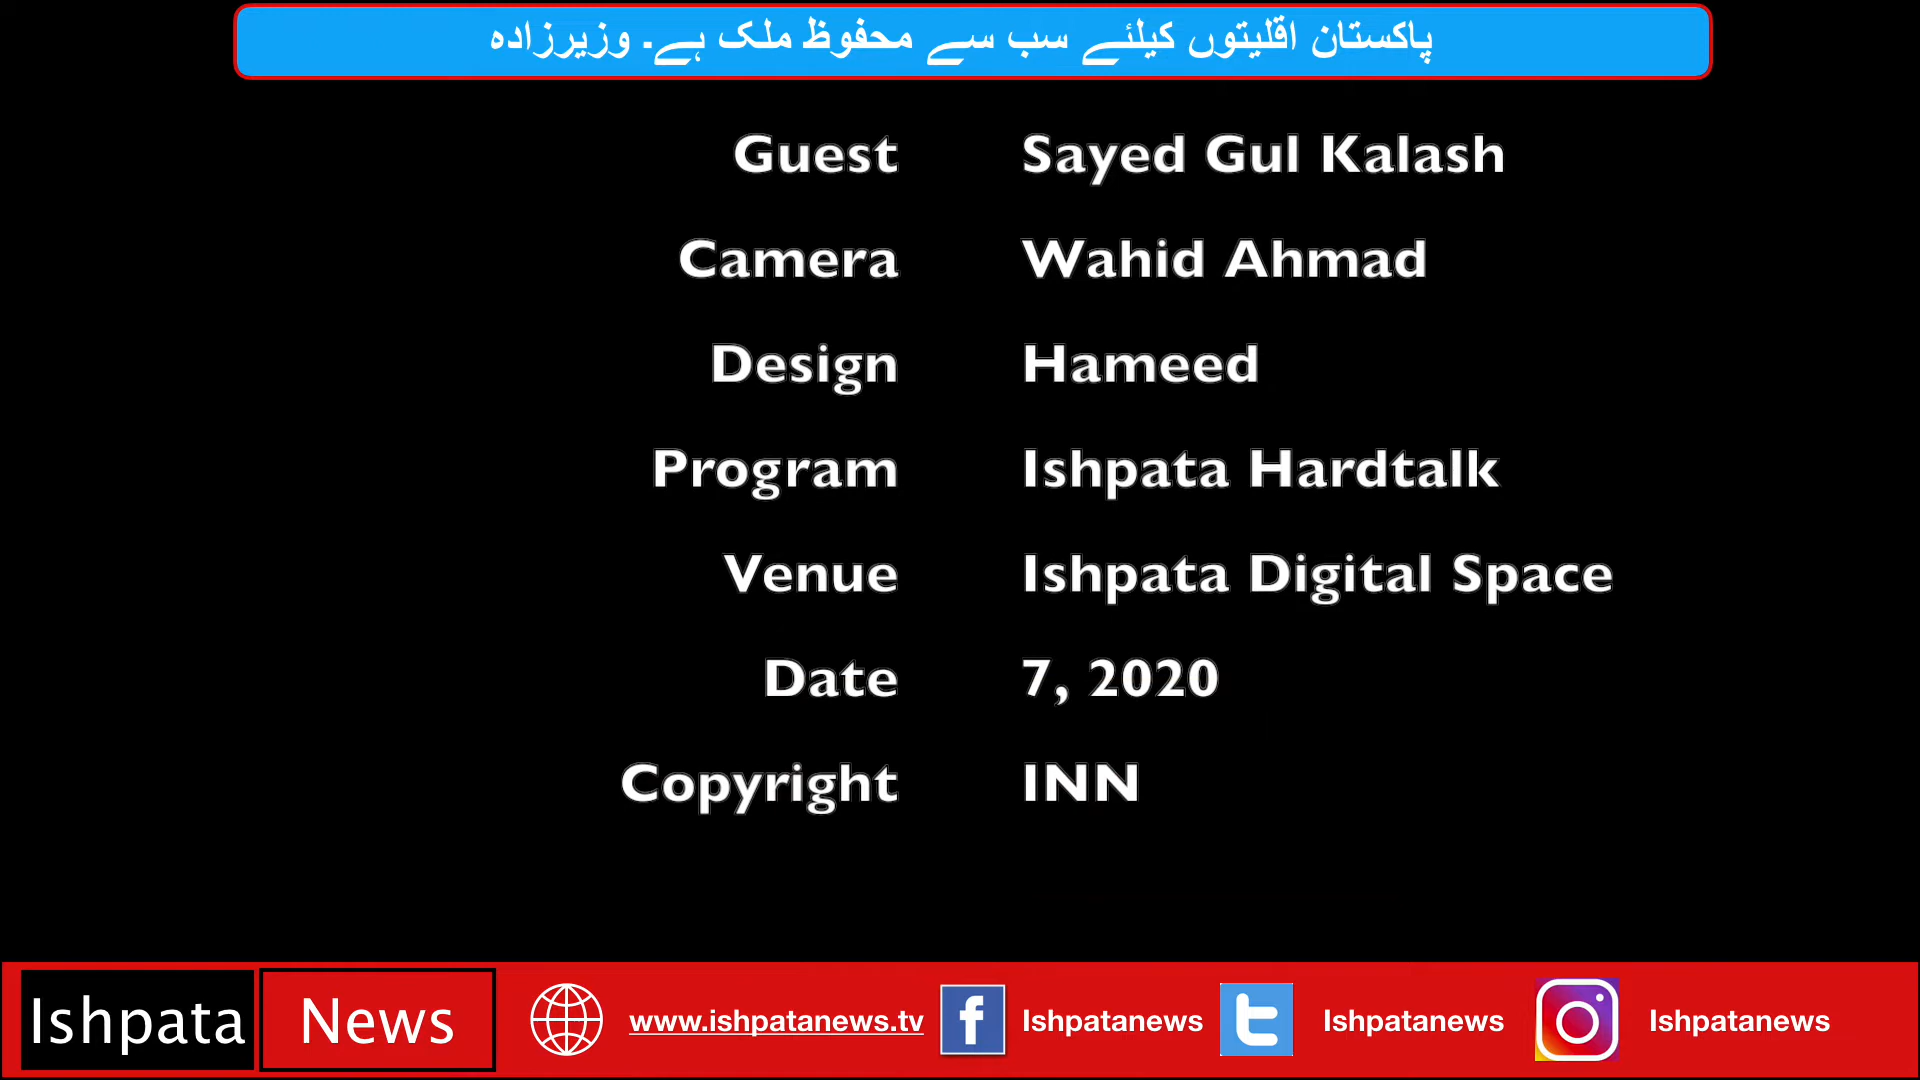 پاکستان اقلیتوں کیلئے سب سے محفوظ ملک ہے۔ وزیرزادہ
Guest Sayed Gul Kalash
Camera Wahid Ahmad
Design Hameed
Program Ishpata Hardtalk
Venue Ishpata Digital Space
Date 7, 2020
Copyright INN
Ishpata News www.ishpatanews.tv Ishpatanews Ishpatanews Ishpatanews